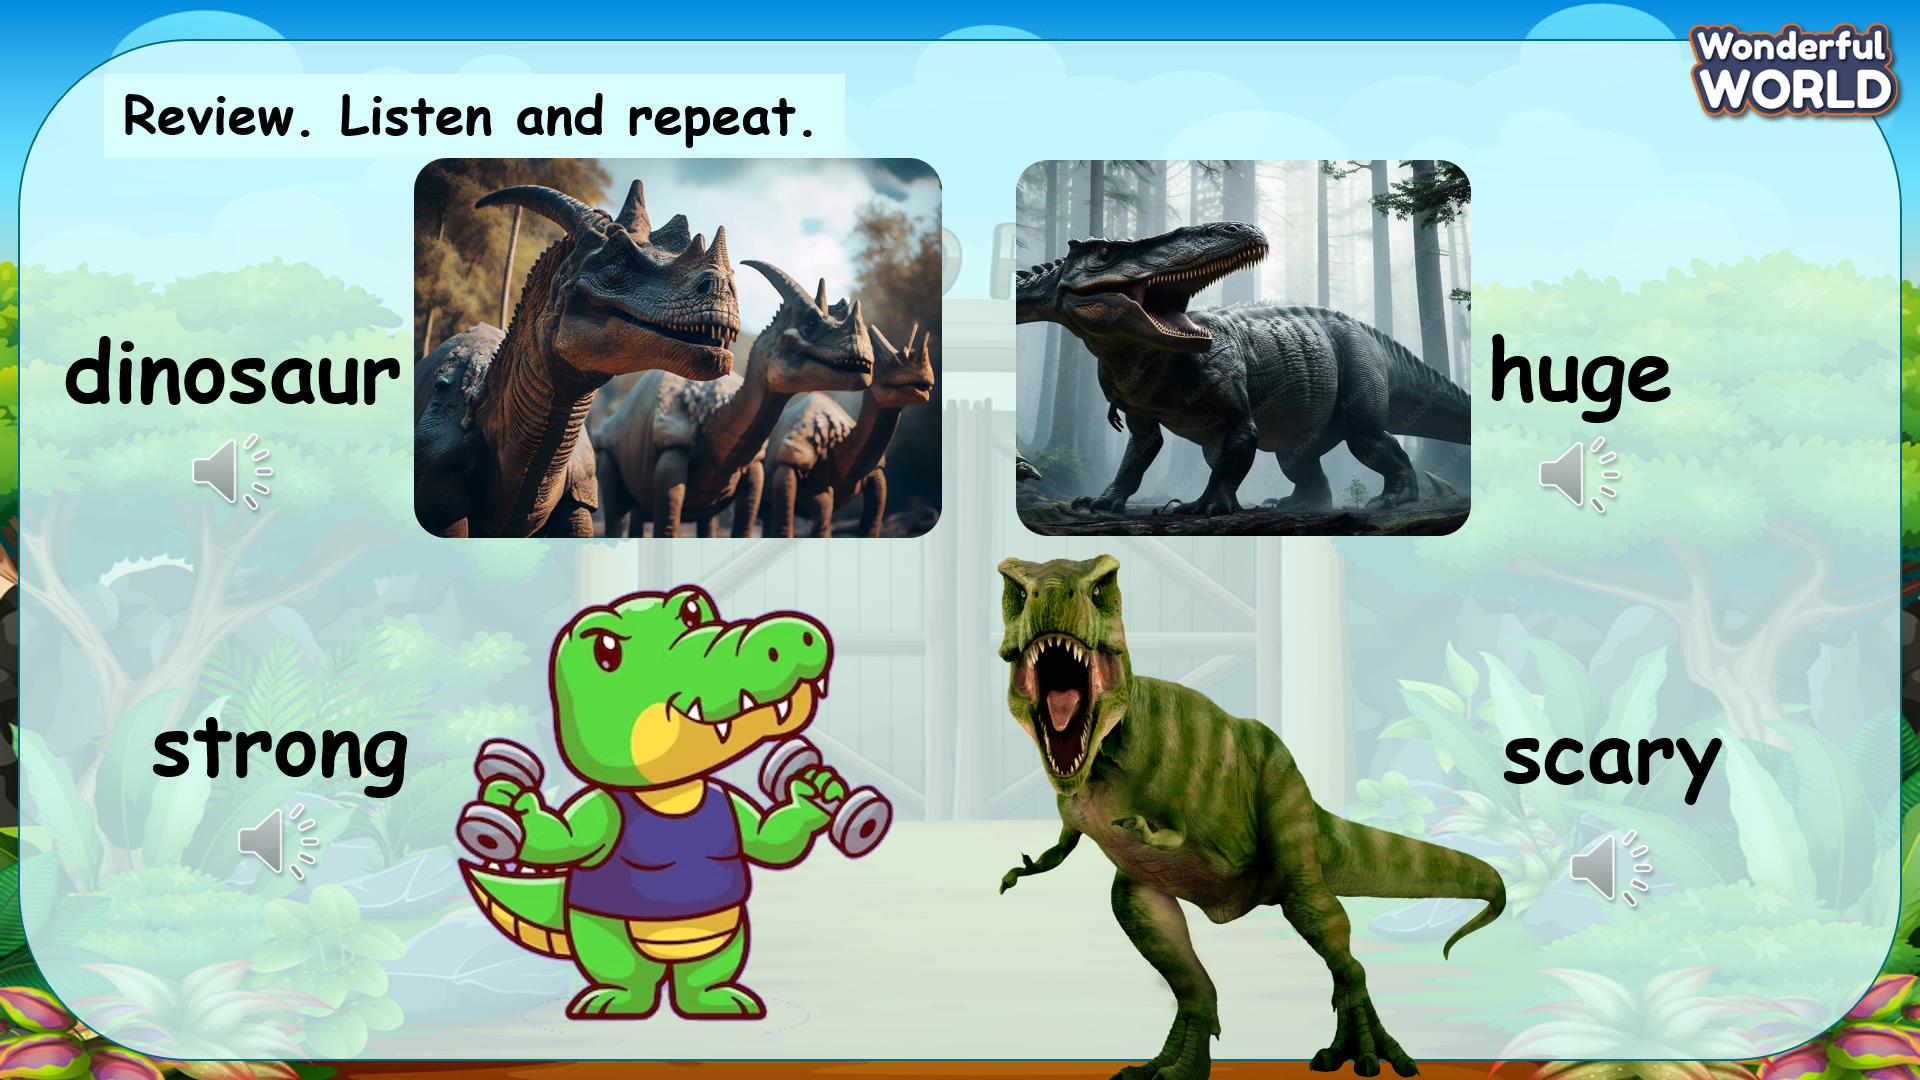 Wonderful
WORLD
Review. Listen and repeat.
dinosaur
huge
strong
scary